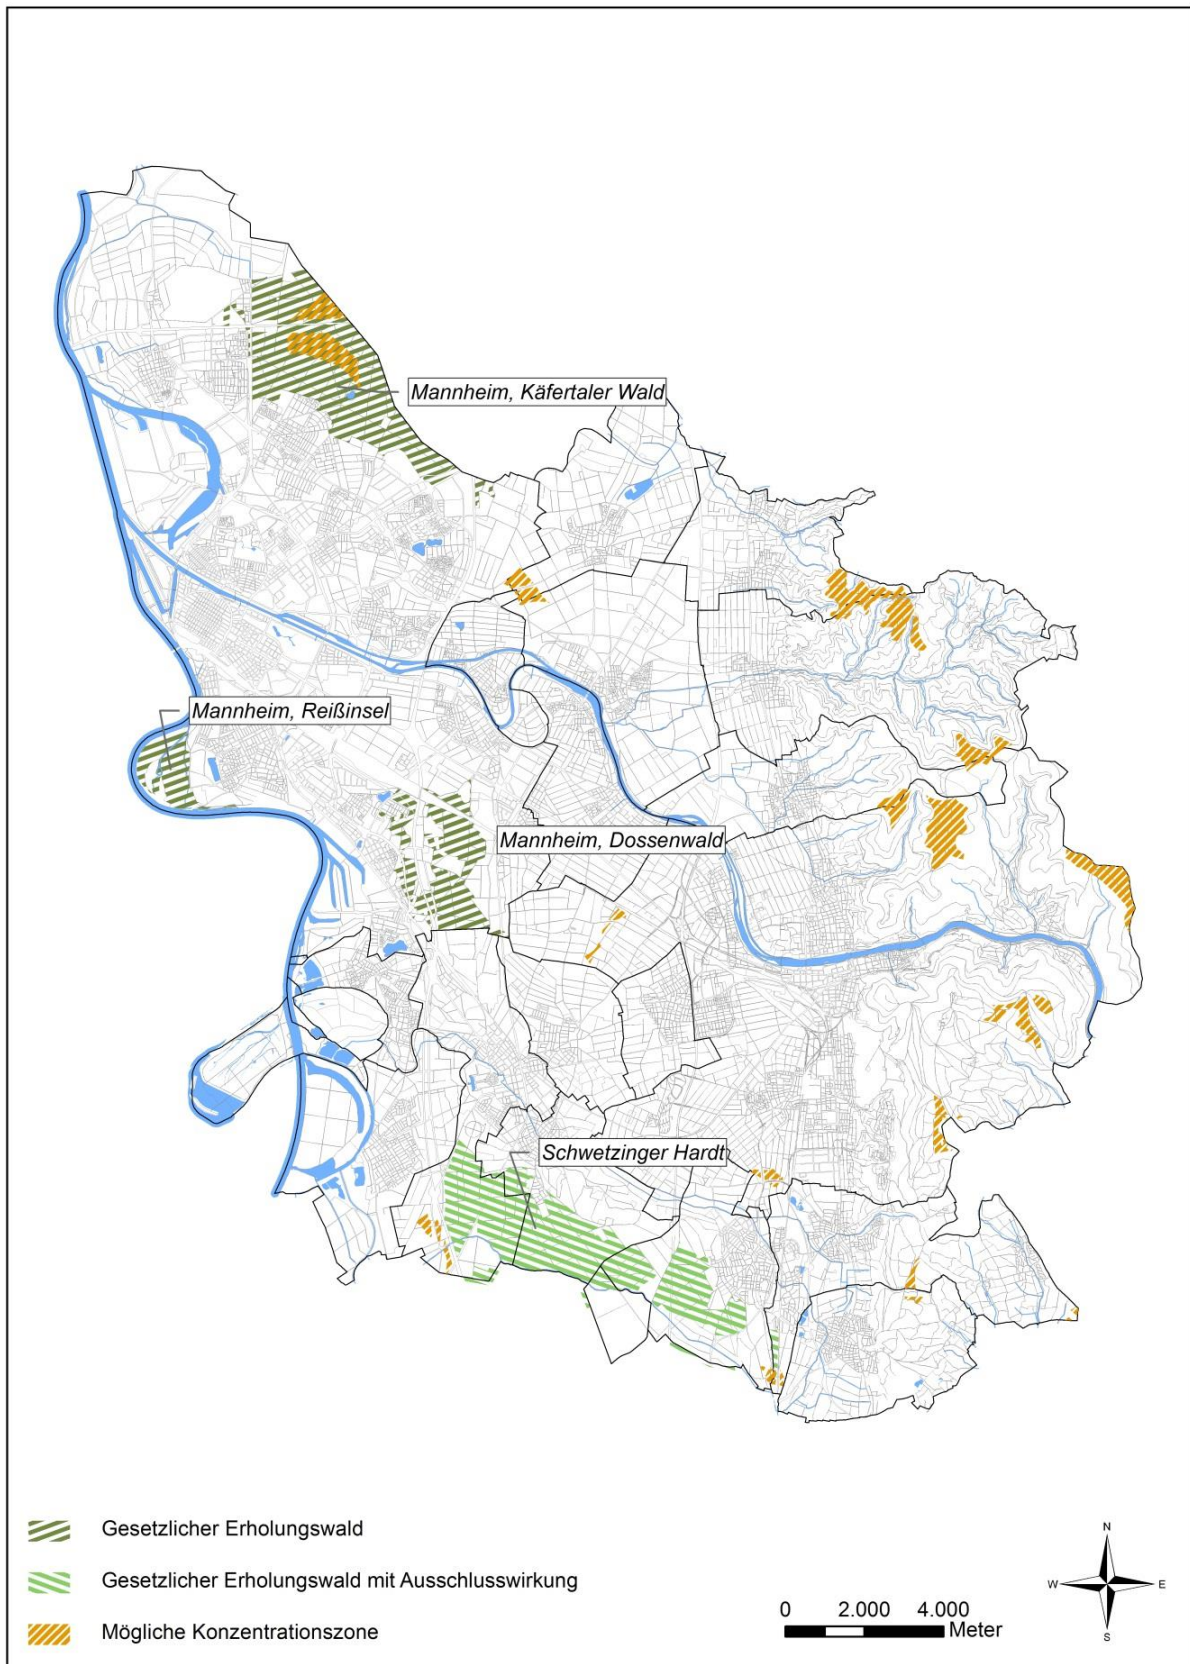 Mannheim, Käfertaler Wald
Mannheim, Reißinsel
Mannheim, Dossenwald
Schwetzinger Hardt
Gesetzlicher Erholungswald
Gesetzlicher Erholungswald mit Ausschlusswirkung
Mögliche Konzentrationszone
0 2.000 4.000
Meter
N
W E
S